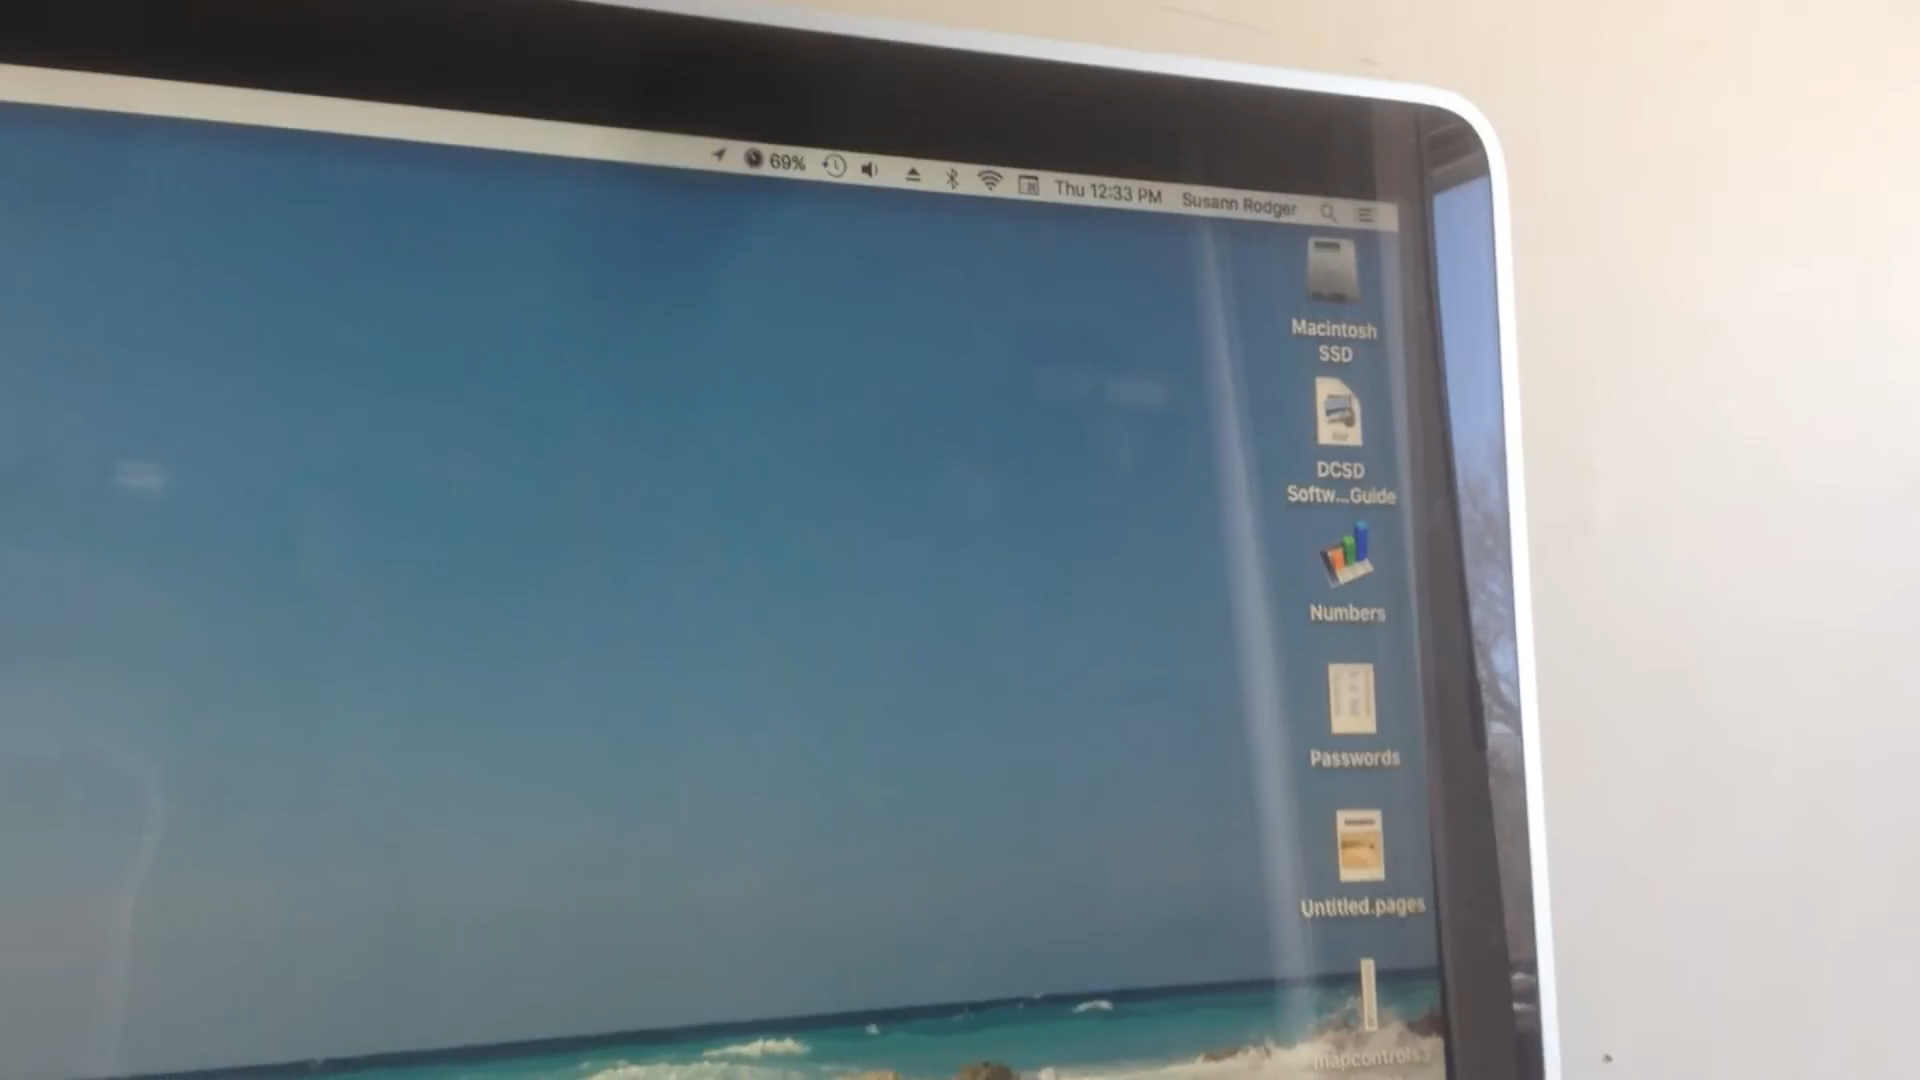 69% Thu 12:33 PM Susann Rodger
Macintosh
SSD
DCSD
Softw...Guide
Numbers
Passwords
Untitled.pages